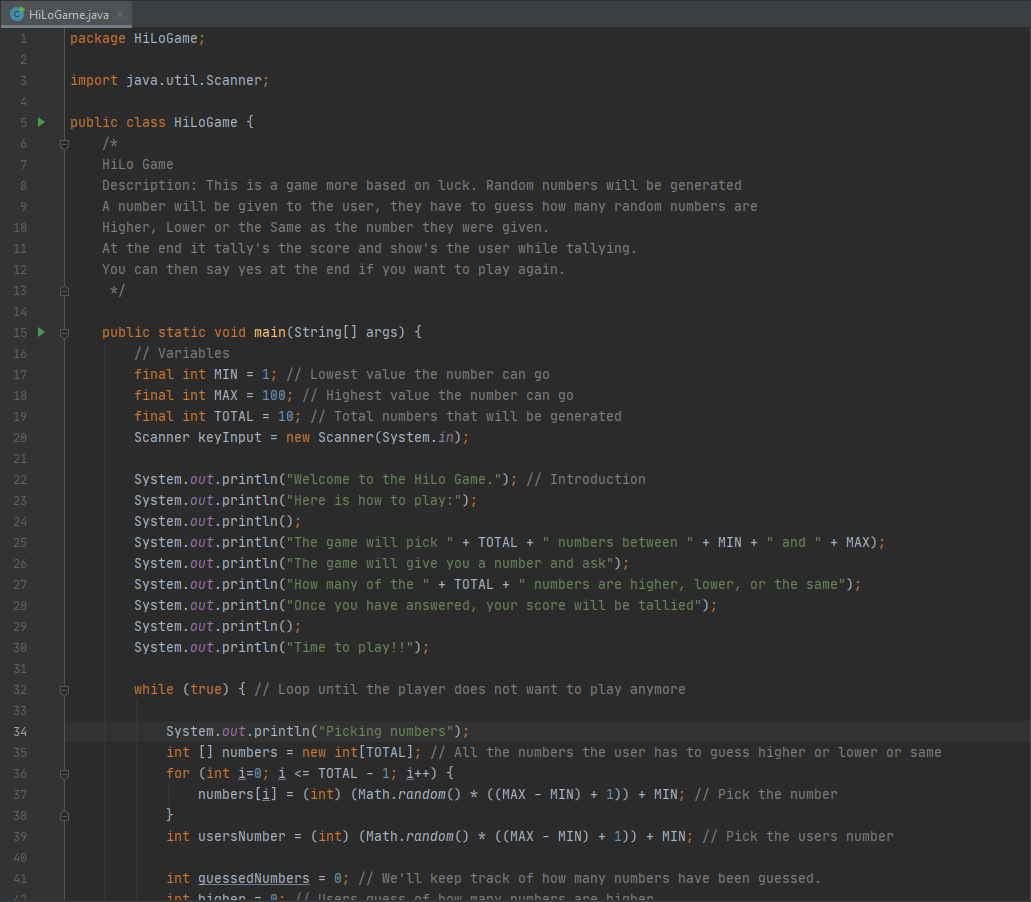 HiLoGame.java
1 package HiLoGame;
2
3 import java.util.Scanner;
4
5 public class HiLoGame {
6 /*
7 HiLo Game
8 Description: This is a game more based on luck. Random numbers will be generated
9 A number will be given to the user, they have to guess how many random numbers are
10 Higher, Lower or the Same as the number they were given.
11 At the end it tally's the score and show's the user while tallying.
12 You can then say yes at the end if you want to play again.
13 */
14
15 public static void main(String[] args) {
16 // Variables
17 final int MIN = 1; // Lowest value the number can go
18 final int MAX = 100; // Highest value the number can go
19 final int TOTAL = 10; // Total numbers that will be generated
20 Scanner keyInput = new Scanner(System.in);
21
22 System.out.println("Welcome to the HiLo Game."); // Introduction
23 System.out.println("Here is how to play:");
24 System.out.println();
25 System.out.println("The game will pick " + TOTAL + " numbers between " + MIN + " and " + MAX);
26 System.out.println("The game will give you a number and ask");
27 System.out.println("How many of the " + TOTAL + " numbers are higher, lower, or the same");
28 System.out.println("Once you have answered, your score will be tallied");
29 System.out.println();
30 System.out.println("Time to play!!");
31
32 while (true) { // Loop until the player does not want to play anymore
33
34 System.out.println("Picking numbers");
35 int [] numbers = new int[TOTAL]; // All the numbers the user has to guess higher or lower or same
36 for (int i=0; i <= TOTAL - 1; i++) {
37 numbers[i] = (int) (Math.random() * ((MAX - MIN) + 1)) + MIN; // Pick the number
38 }
39 int usersNumber = (int) (Math.random() * ((MAX - MIN) + 1)) + MIN; // Pick the users number
40
41 int guessedNumbers = 0; // We'll keep track of how many numbers have been guessed.
42 int higher = 0; // Users guess of how many numbers are higher